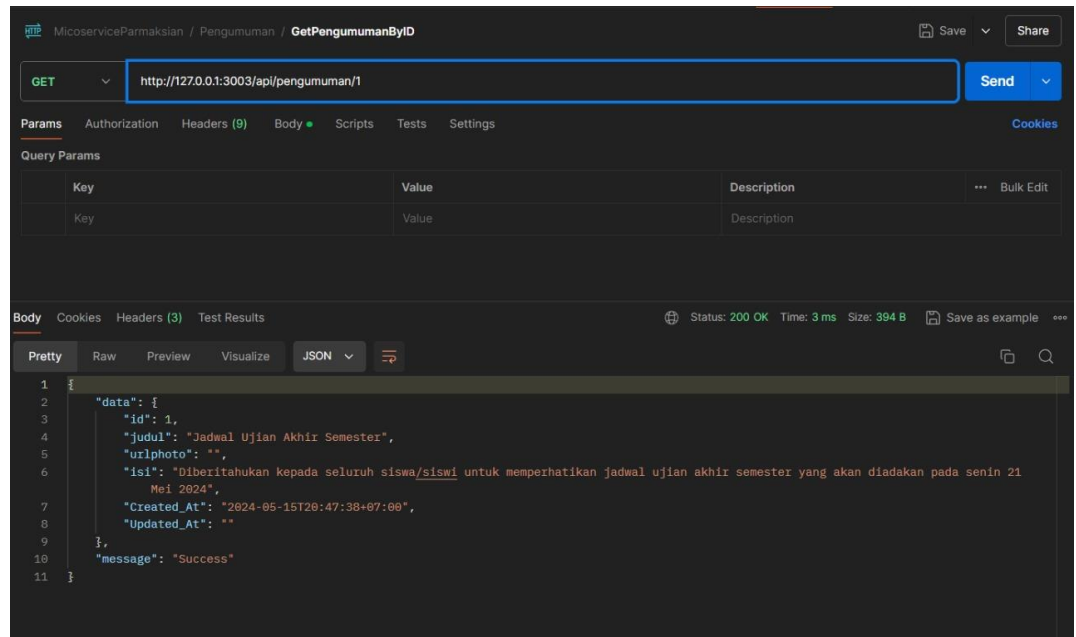 HTTP MicoserviceParmaksian / Pengumuman / GetPengumumanByID Save Share
GET http://127.0.0.1:3003/api/pengumuman/1 Send
Params Authorization Headers (9) Body Scripts Tests Settings Cookies
Query Params
Key Value Description ... Bulk Edit
Key Value Description
Body Cookies Headers (3) Test Results Status: 200 OK Time: 3 ms Size: 394 B Save as example
Pretty Raw Preview Visualize JSON
1 {
2 "data": {
3 "id": 1,
4 "judul": "Jadwal Ujian Akhir Semester",
5 "urlphoto": "",
6 "isi": "Diberitahukan kepada seluruh siswa/siswi untuk memperhatikan jadwal ujian akhir semester yang akan diadakan pada senin 21
Mei 2024",
7 "Created_At": "2024-05-15T20:47:38+07:00",
8 "Updated_At": ""
9 },
10 "message": "Success"
11 }